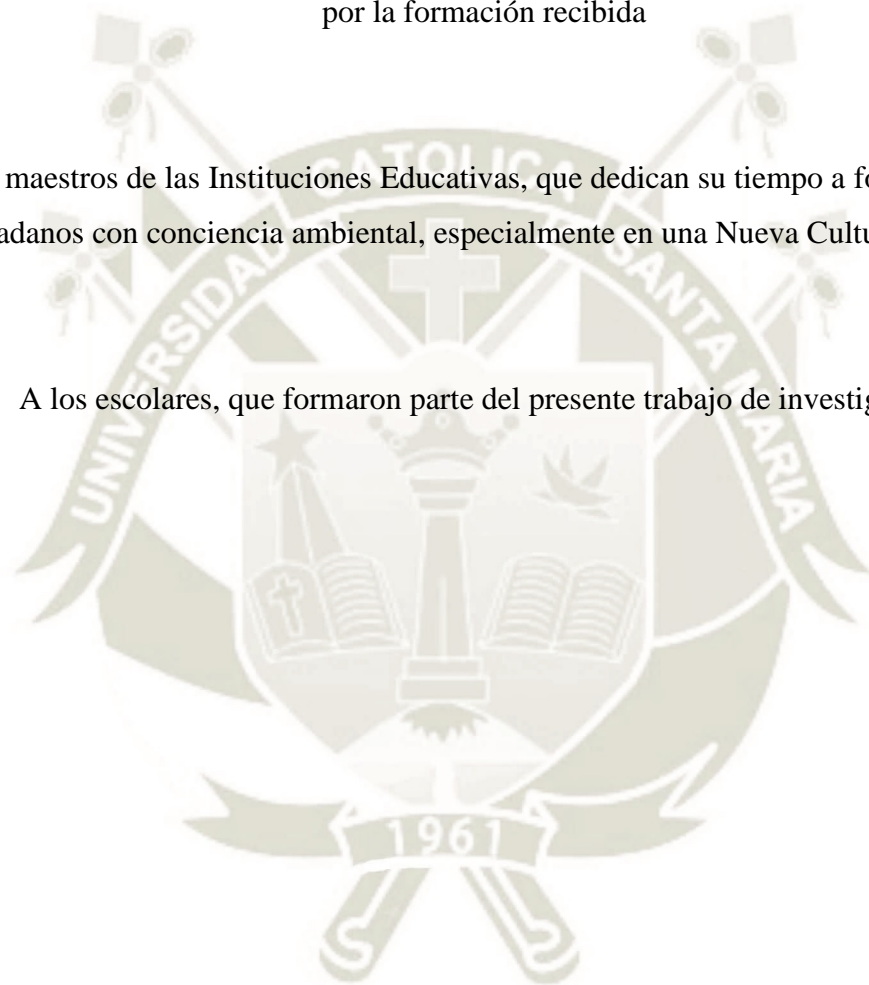 por la formación recibida
maestros de las Instituciones Educativas, que dedican su tiempo a fo
adanos con conciencia ambiental, especialmente en una Nueva Cultu
A los escolares, que formaron parte del presente trabajo de investig
UNIVERSIDAD CATOLICA SANTA MARIA
1961